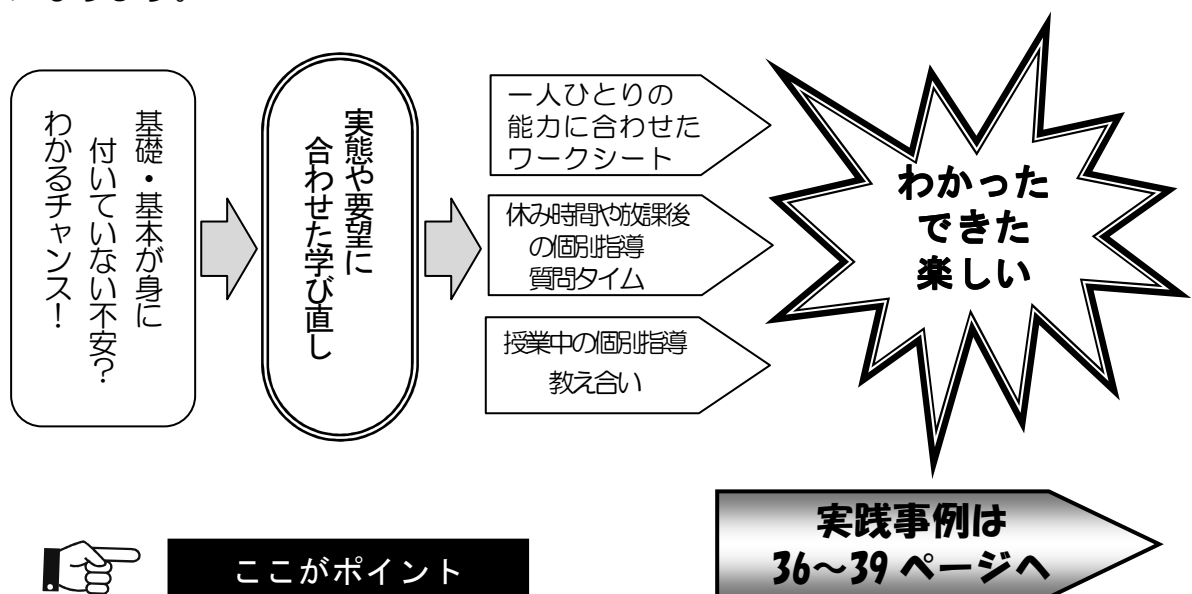 基礎・基本が身に
付いていない不安?
わかるチャンス!
実態や要望に
合わせた学び直し
一人ひとりの
能力に合わせた
ワークシート
休み時間や放課後
の個別指導
質問タイム
授業中の個別指導
教え合い
わかった
できた
楽しい
実践事例は
36~39 ページへ
ここがポイント